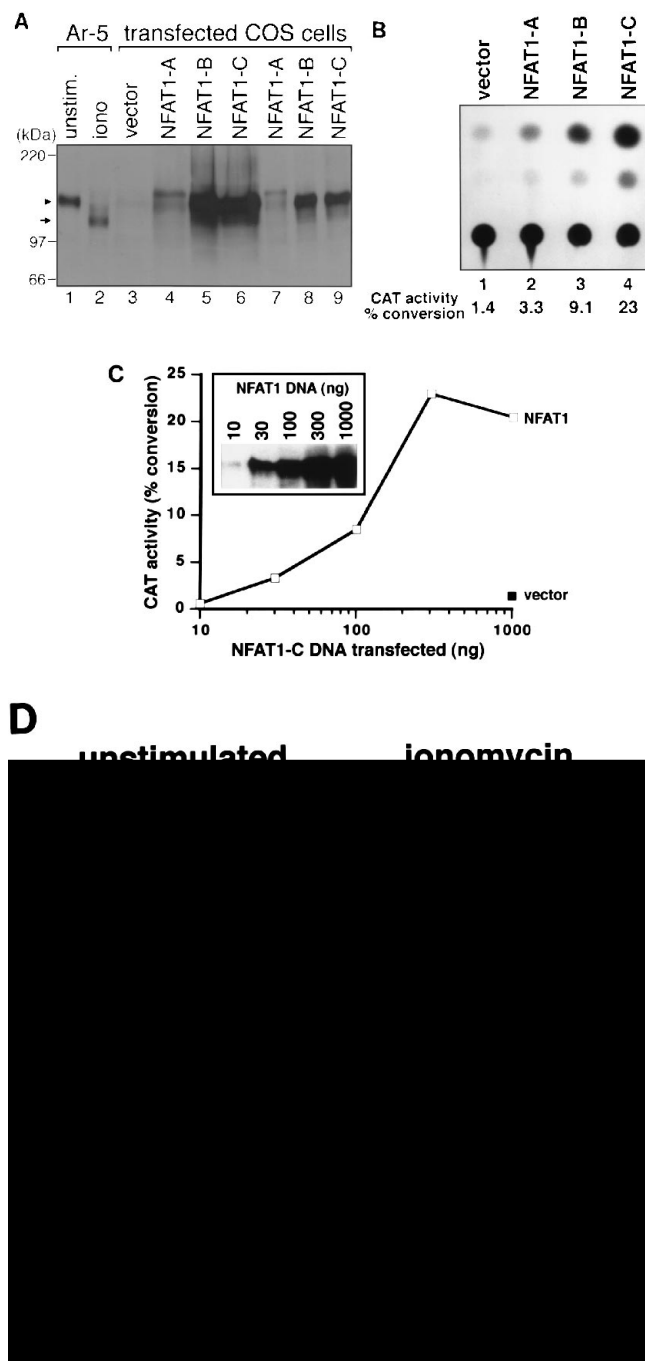 A
Ar-5 transfected COS cells
unstim.
iono
vector
NFAT1-A
NFAT1-B
NFAT1-C
NFAT1-A
NFAT1-B
NFAT1-C
(kDa)
220
97
66
1 2 3 4 5 6 7 8 9
B
vector
NFAT1-A
NFAT1-B
NFAT1-C
1 2 3 4
CAT activity
% conversion 1.4 3.3 9.1 23
C
NFAT1 DNA (ng)
10
30
100
300
1000
CAT activity (% conversion)
25
20
15
10
5
0
NFAT1
vector
10 100 1000
NFAT1-C DNA transfected (ng)
D
unstimulated ionomycin